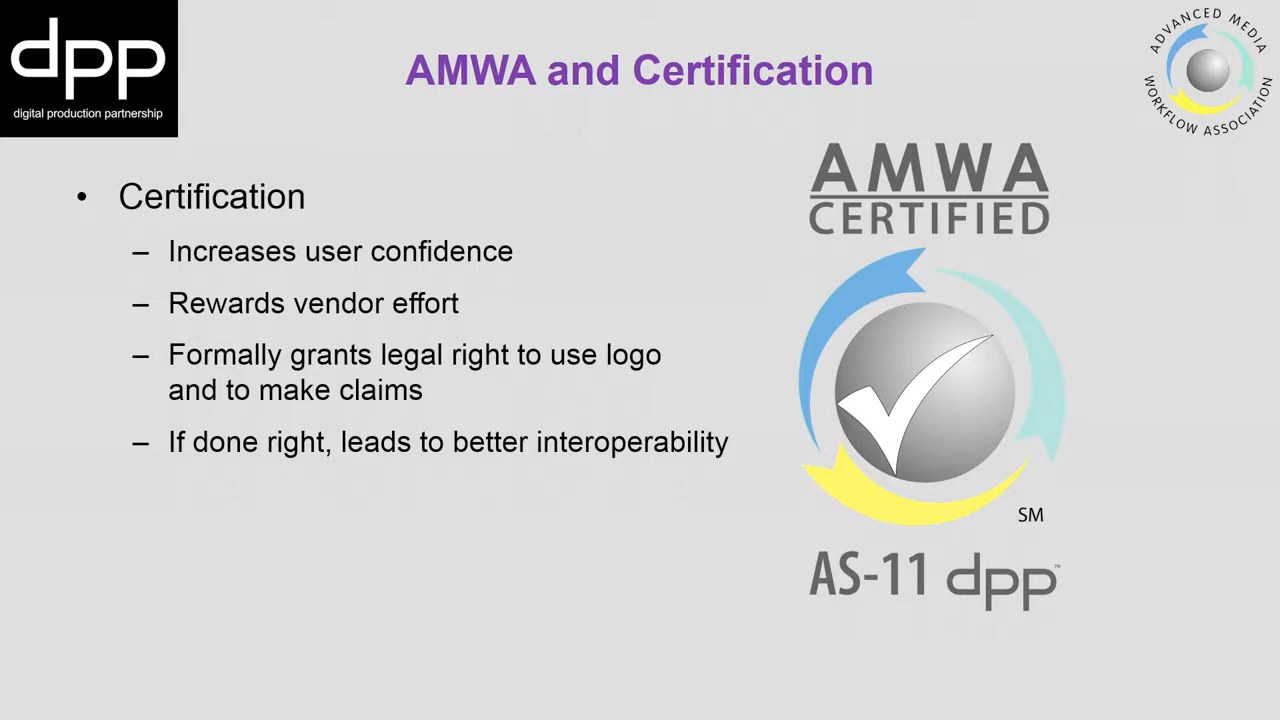 dpp
digital production partnership
AMWA and Certification
ADVANCED MEDIA
WORKFLOW ASSOCIATION
• Certification
– Increases user confidence
– Rewards vendor effort
– Formally grants legal right to use logo
and to make claims
– If done right, leads to better interoperability
AMWA
CERTIFIED
SM
AS-11 dpp™